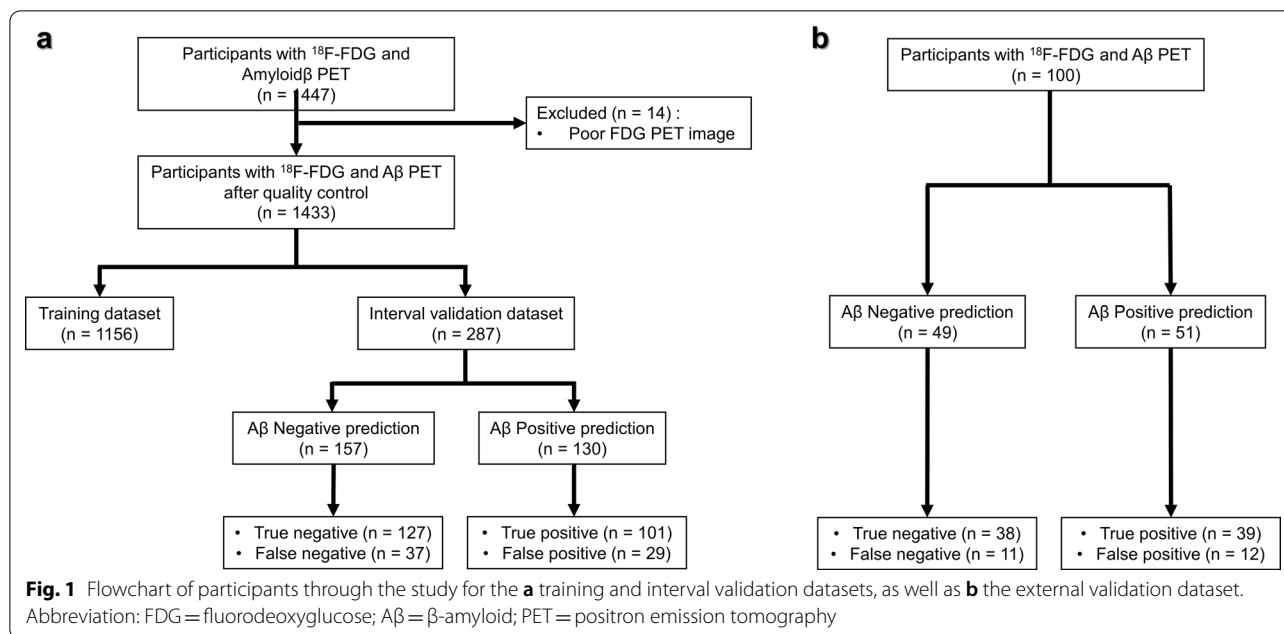 a
Participants with ¹⁸F-FDG and
Amyloidβ PET
(n = 1447)
Excluded (n = 14) :
• Poor FDG PET image
Participants with ¹⁸F-FDG and Aβ PET
after quality control
(n = 1433)
Training dataset
(n = 1156)
Interval validation dataset
(n = 287)
Aβ Negative prediction
(n = 157)
Aβ Positive prediction
(n = 130)
• True negative (n = 127)
• False negative (n = 37)
• True positive (n = 101)
• False positive (n = 29)
b
Participants with ¹⁸F-FDG and Aβ PET
(n = 100)
Aβ Negative prediction
(n = 49)
Aβ Positive prediction
(n = 51)
• True negative (n = 38)
• False negative (n = 11)
• True positive (n = 39)
• False positive (n = 12)
Fig. 1 Flowchart of participants through the study for the a training and interval validation datasets, as well as b the external validation dataset.
Abbreviation: FDG = fluorodeoxyglucose; Aβ = β-amyloid; PET = positron emission tomography